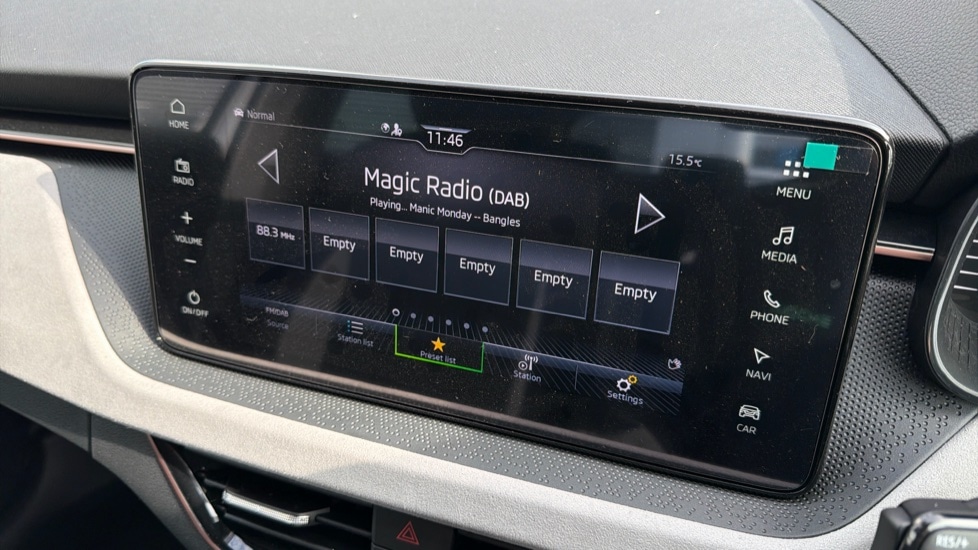 HOME
Normal
11:46
15.5°C
MENU
RADIO
Magic Radio (DAB)
Playing... Manic Monday -- Bangles
VOLUME
88.3 MHz
Empty
Empty
Empty
Empty
Empty
MEDIA
ON/OFF
PHONE
FM/DAB
Source
Station list
Preset list
Station
Settings
NAVI
CAR
RES/+